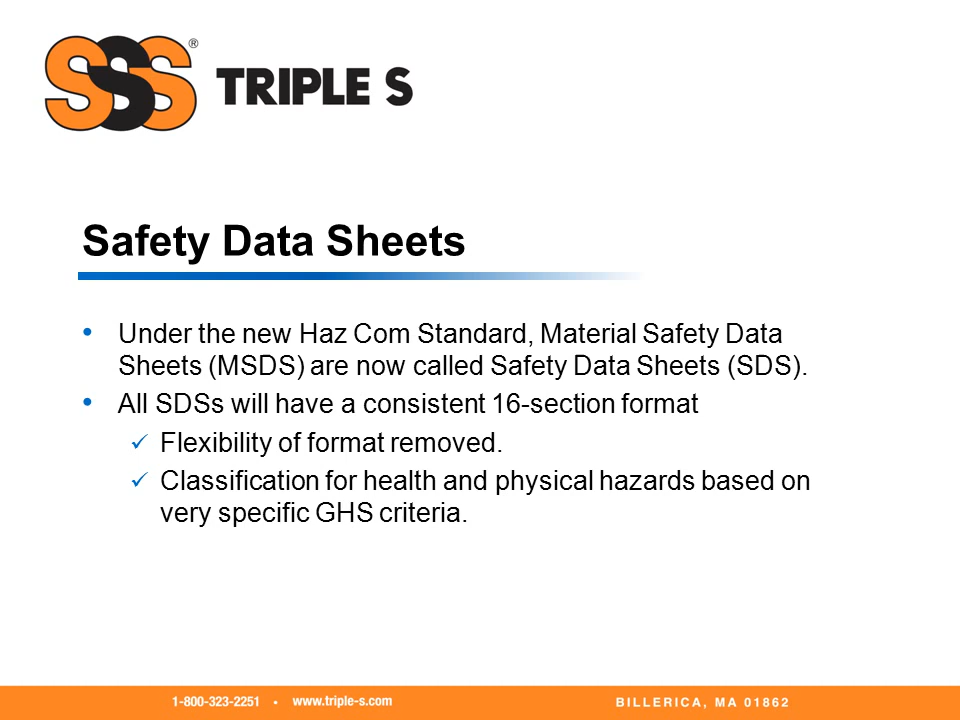 SSS® TRIPLE S
Safety Data Sheets
• Under the new Haz Com Standard, Material Safety Data
Sheets (MSDS) are now called Safety Data Sheets (SDS).
• All SDSs will have a consistent 16-section format
✓ Flexibility of format removed.
✓ Classification for health and physical hazards based on
very specific GHS criteria.
1-800-323-2251 • www.triple-s.com BILLERICA, MA 01862